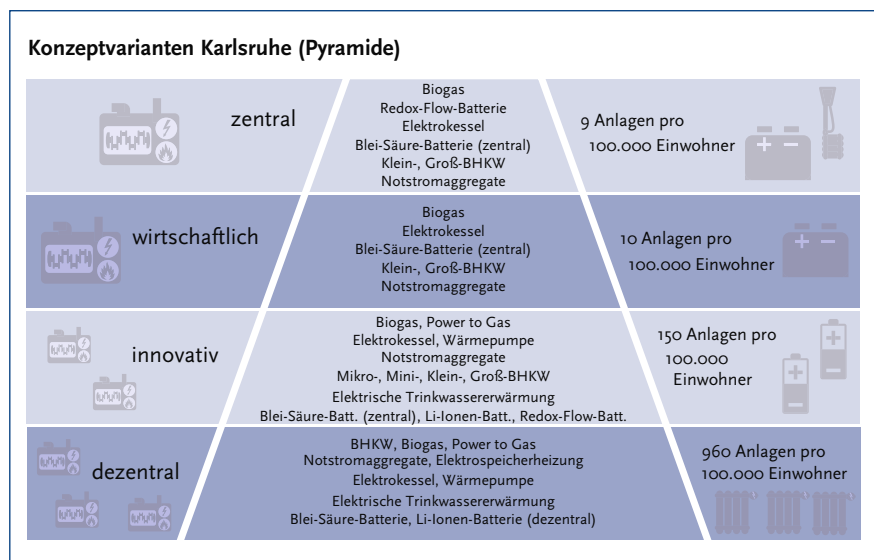 Konzeptvarianten Karlsruhe (Pyramide)
zentral
Biogas
Redox-Flow-Batterie
Elektrokessel
Blei-Säure-Batterie (zentral)
Klein-, Groß-BHKW
Notstromaggregate
9 Anlagen pro
100.000 Einwohner
wirtschaftlich
Biogas
Elektrokessel
Blei-Säure-Batterie (zentral)
Klein-, Groß-BHKW
Notstromaggregate
10 Anlagen pro
100.000 Einwohner
innovativ
Biogas, Power to Gas
Elektrokessel, Wärmepumpe
Notstromaggregate
Mikro-, Mini-, Klein-, Groß-BHKW
Elektrische Trinkwassererwärmung
Blei-Säure-Batt. (zentral), Li-Ionen-Batt., Redox-Flow-Batt.
150 Anlagen pro
100.000
Einwohner
dezentral
BHKW, Biogas, Power to Gas
Notstromaggregate, Elektrospeicherheizung
Elektrokessel, Wärmepumpe
Elektrische Trinkwassererwärmung
Blei-Säure-Batterie, Li-Ionen-Batterie (dezentral)
960 Anlagen pro
100.000 Einwohner